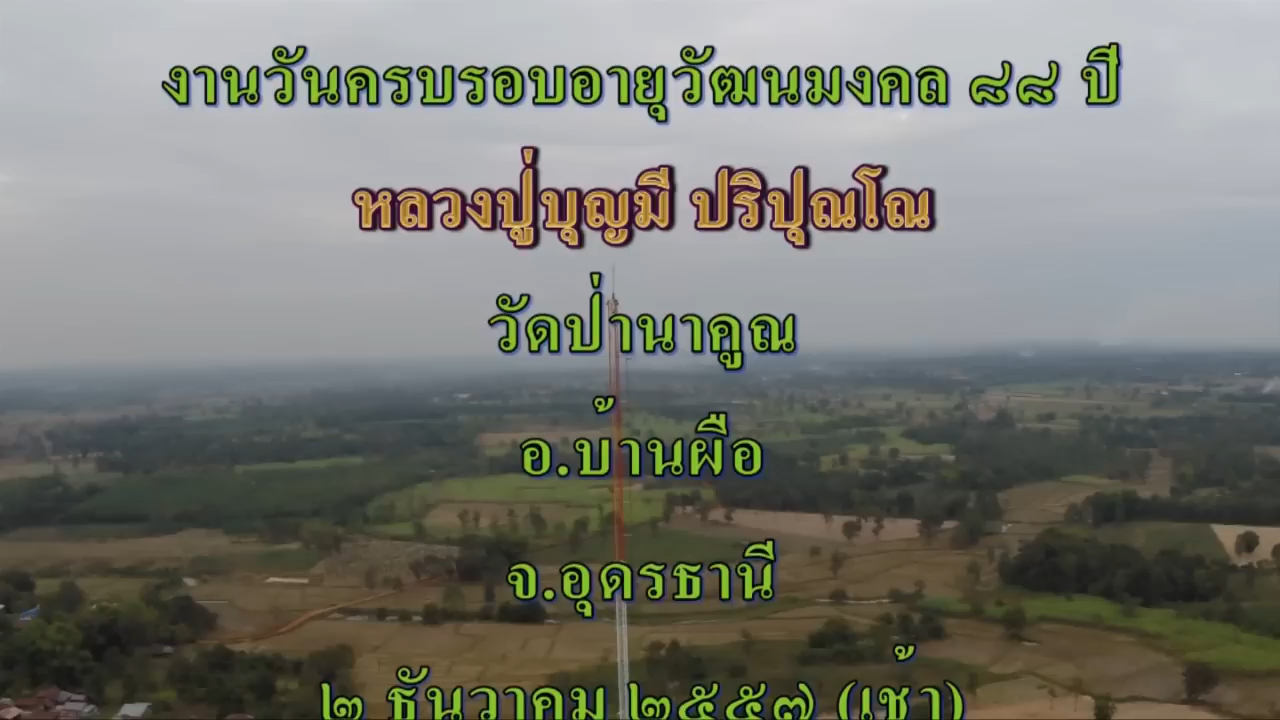 งานวันครบรอบอายุวัฒนมงคล ๘๘ ปี
หลวงปู่บุญมี ปริปุณโณ
วัดป่านาคูณ
อ.บ้านผือ
จ.อุดรธานี
๒ ธันวาคม ๒๕๕๗ (เช้า)